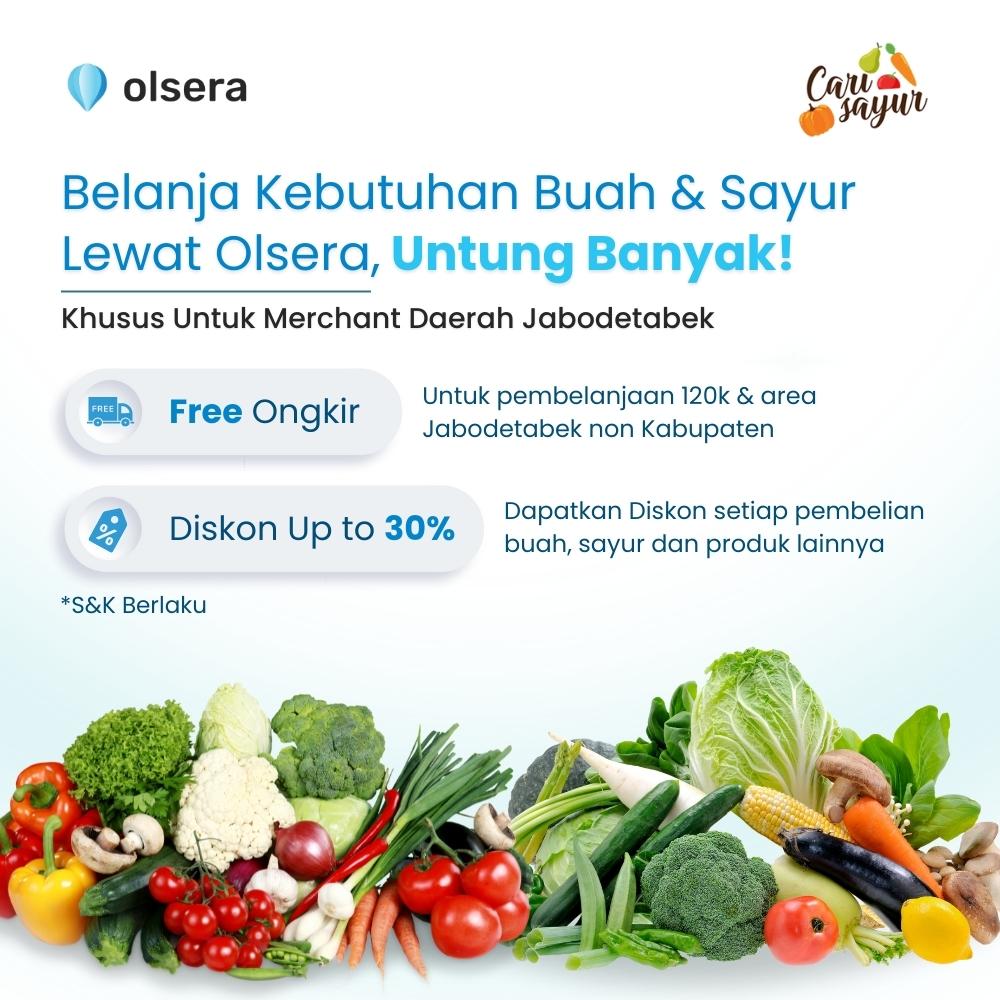 olsera
Cari
sayur
Belanja Kebutuhan Buah & Sayur
Lewat Olsera, Untung Banyak!
Khusus Untuk Merchant Daerah Jabodetabek
FREE
Free Ongkir
Untuk pembelanjaan 120k & area
Jabodetabek non Kabupaten
%
Diskon Up to 30%
Dapatkan Diskon setiap pembelian
buah, sayur dan produk lainnya
*S&K Berlaku